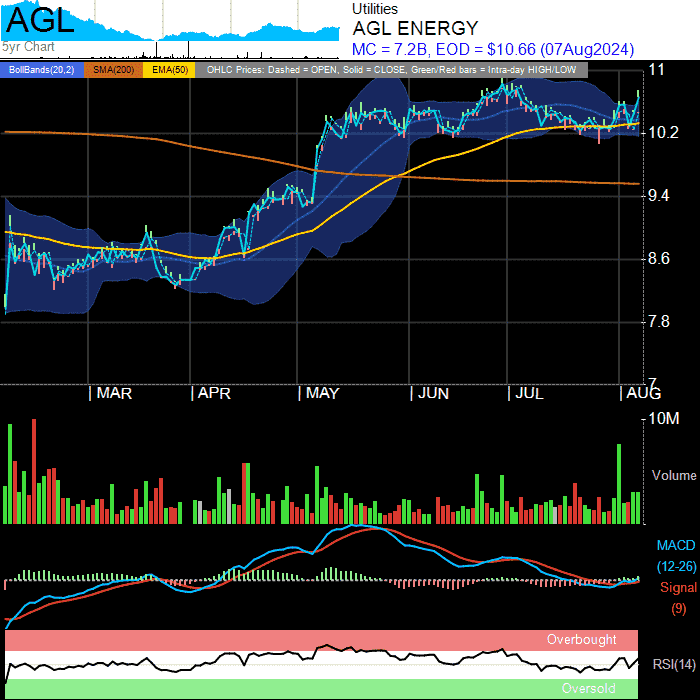 AGL
5yr Chart
Utilities
AGL ENERGY
MC = 7.2B, EOD = $10.66 (07Aug2024)
BollBands(20,2) SMA(200) EMA(50) OHLC Prices: Dashed = OPEN, Solid = CLOSE, Green/Red bars = Intra-day HIGH/LOW
11
10.2
9.4
8.6
7.8
7
| MAR | APR | MAY | JUN | JUL | AUG
10M
Volume
MACD
(12-26)
Signal
(9)
Overbought
RSI(14)
Oversold